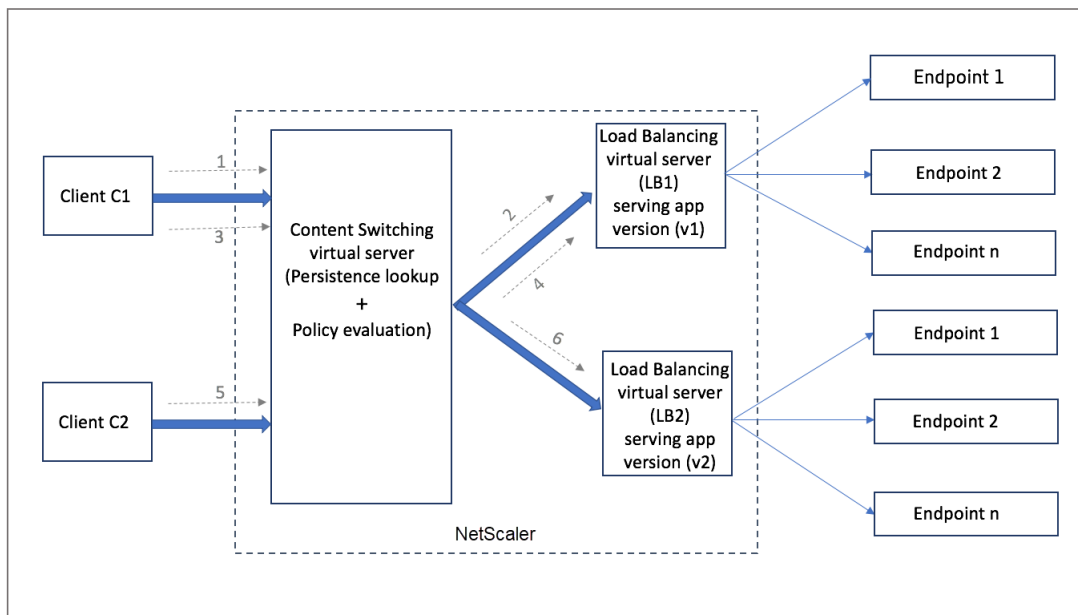 Client C1
Client C2
1
3
5
Content Switching
virtual server
(Persistence lookup
+
Policy evaluation)
2
4
6
Load Balancing
virtual server
(LB1)
serving app
version (v1)
Load Balancing
virtual server
(LB2)
serving app
version (v2)
NetScaler
Endpoint 1
Endpoint 2
Endpoint n
Endpoint 1
Endpoint 2
Endpoint n